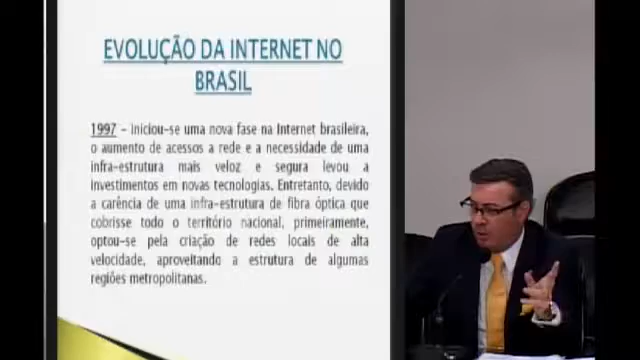 EVOLUÇÃO DA INTERNET NO
BRASIL
1997 – Iniciou-se uma nova fase na Internet brasileira,
o aumento de acessos a rede e a necessidade de uma
infra-estrutura mais veloz e segura levou a
investimentos em novas tecnologias. Entretanto, devido
a carência de uma infra-estrutura de fibra óptica que
cobrisse todo o território nacional, primeiramente,
optou-se pela criação de redes locais de alta
velocidade, aproveitando a estrutura de algumas
regiões metropolitanas.